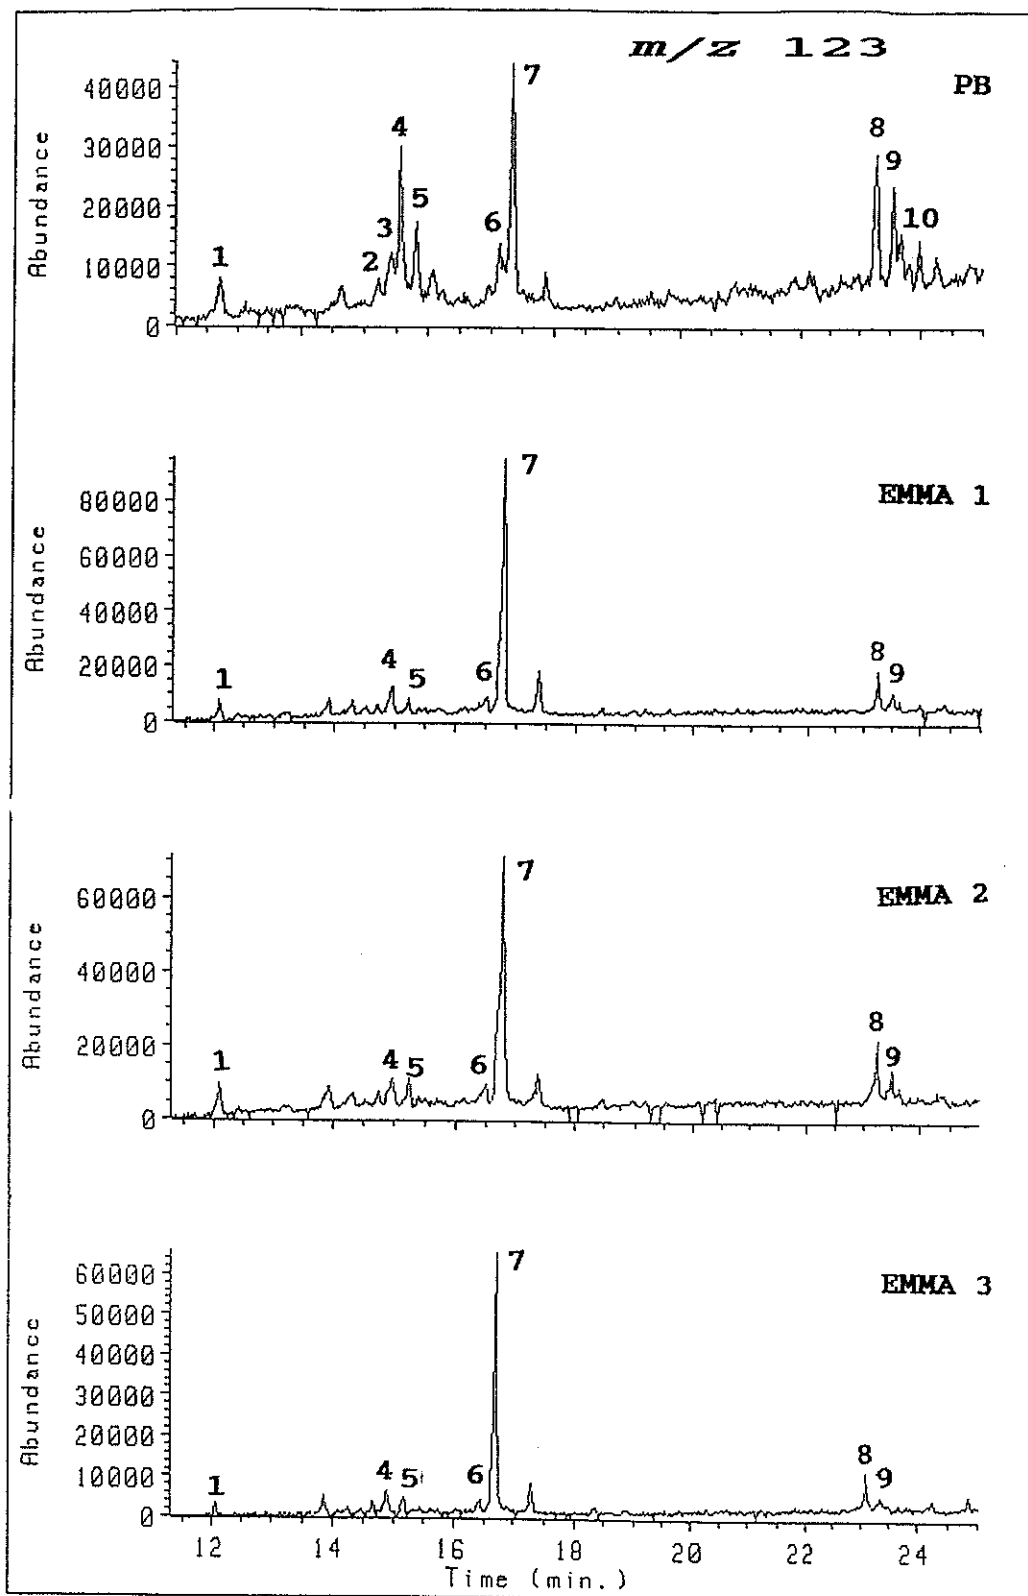 m/z 123
PB
Abundance
40000
30000
20000
10000
0
1 2 3 4 5 6 7 8 9 10
EMMA 1
Abundance
80000
60000
40000
20000
0
1 4 5 6 7 8 9
EMMA 2
Abundance
60000
40000
20000
0
1 4 5 6 7 8 9
EMMA 3
Abundance
60000
50000
40000
30000
20000
10000
0
1 4 5 6 7 8 9
12 14 16 18 20 22 24
Time (min.)